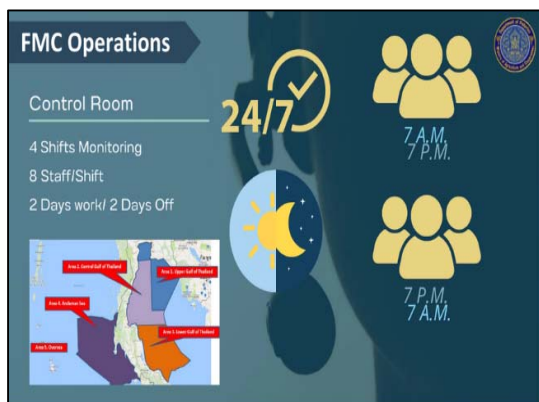 FMC Operations
Control Room
4 Shifts Monitoring
8 Staff/Shift
2 Days work/ 2 Days Off
24/7
7 A.M.
7 P.M.
7 P.M.
7 A.M.
Area 2. Central Gulf of Thailand
Area 1. Upper Gulf of Thailand
Area 4. Andaman Sea
Area 3. Lower Gulf of Thailand
Area 5. Oversea